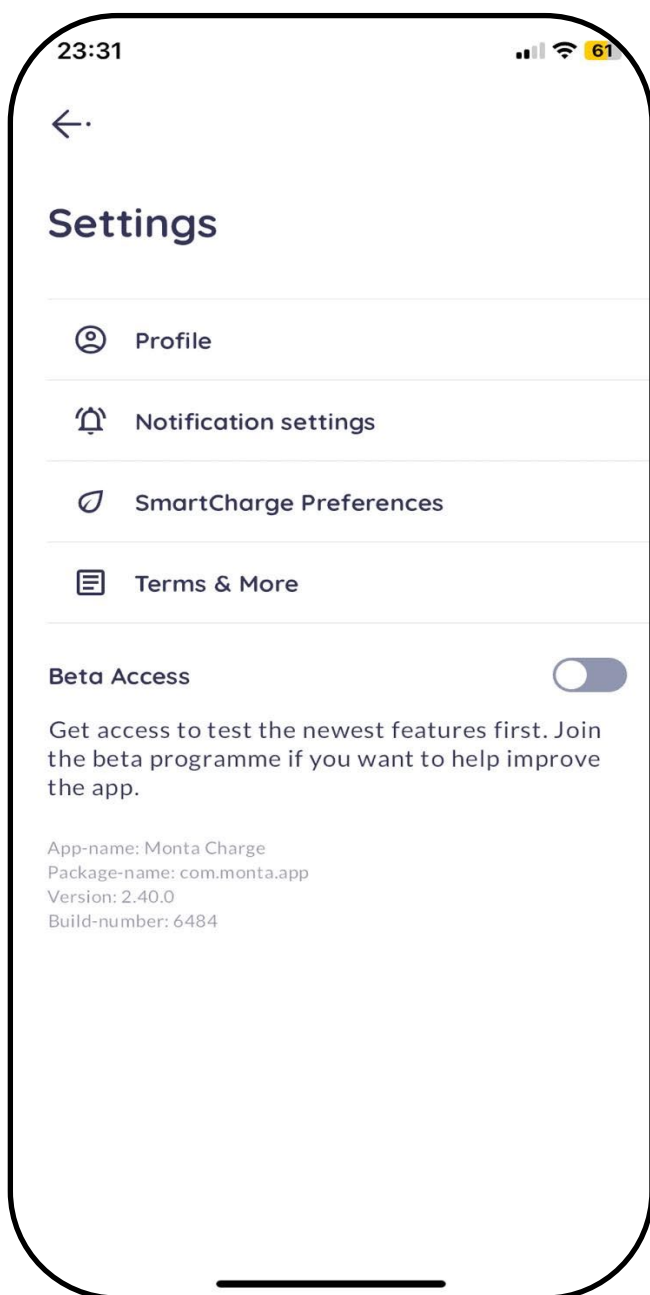 23:31
61
Settings
Profile
Notification settings
SmartCharge Preferences
Terms & More
Beta Access
Get access to test the newest features first. Join
the beta programme if you want to help improve
the app.
App-name: Monta Charge
Package-name: com.monta.app
Version: 2.40.0
Build-number: 6484